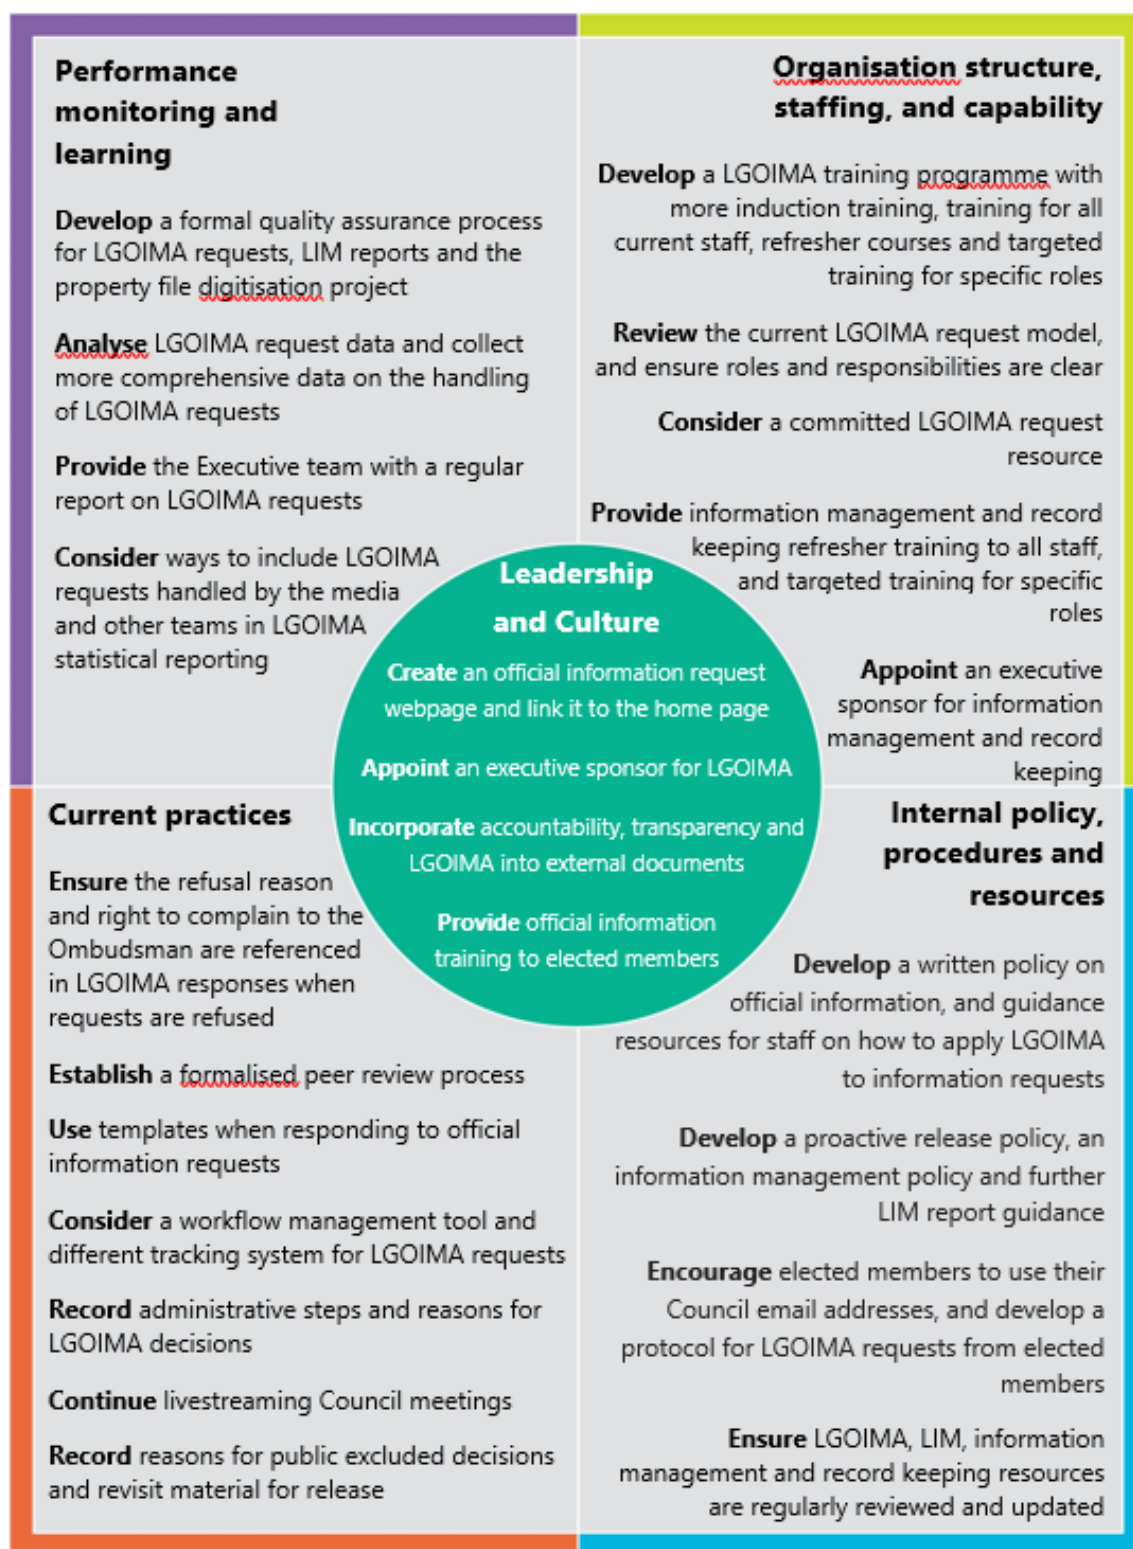 Performance
monitoring and
learning
Develop a formal quality assurance process
for LGOIMA requests, LIM reports and the
property file digitisation project
Analyse LGOIMA request data and collect
more comprehensive data on the handling
of LGOIMA requests
Provide the Executive team with a regular
report on LGOIMA requests
Consider ways to include LGOIMA
requests handled by the media
and other teams in LGOIMA
statistical reporting
Organisation structure,
staffing, and capability
Develop a LGOIMA training programme with
more induction training, training for all
current staff, refresher courses and targeted
training for specific roles
Review the current LGOIMA request model,
and ensure roles and responsibilities are clear
Consider a committed LGOIMA request
resource
Provide information management and record
keeping refresher training to all staff,
and targeted training for specific
roles
Appoint an executive
sponsor for information
management and record
keeping
Leadership
and Culture
Create an official information request
webpage and link it to the home page
Appoint an executive sponsor for LGOIMA
Incorporate accountability, transparency and
LGOIMA into external documents
Provide official information
training to elected members
Current practices
Ensure the refusal reason
and right to complain to the
Ombudsman are referenced
in LGOIMA responses when
requests are refused
Establish a formalised peer review process
Use templates when responding to official
information requests
Consider a workflow management tool and
different tracking system for LGOIMA requests
Record administrative steps and reasons for
LGOIMA decisions
Continue livestreaming Council meetings
Record reasons for public excluded decisions
and revisit material for release
Internal policy,
procedures and
resources
Develop a written policy on
official information, and guidance
resources for staff on how to apply LGOIMA
to information requests
Develop a proactive release policy, an
information management policy and further
LIM report guidance
Encourage elected members to use their
Council email addresses, and develop a
protocol for LGOIMA requests from elected
members
Ensure LGOIMA, LIM, information
management and record keeping resources
are regularly reviewed and updated